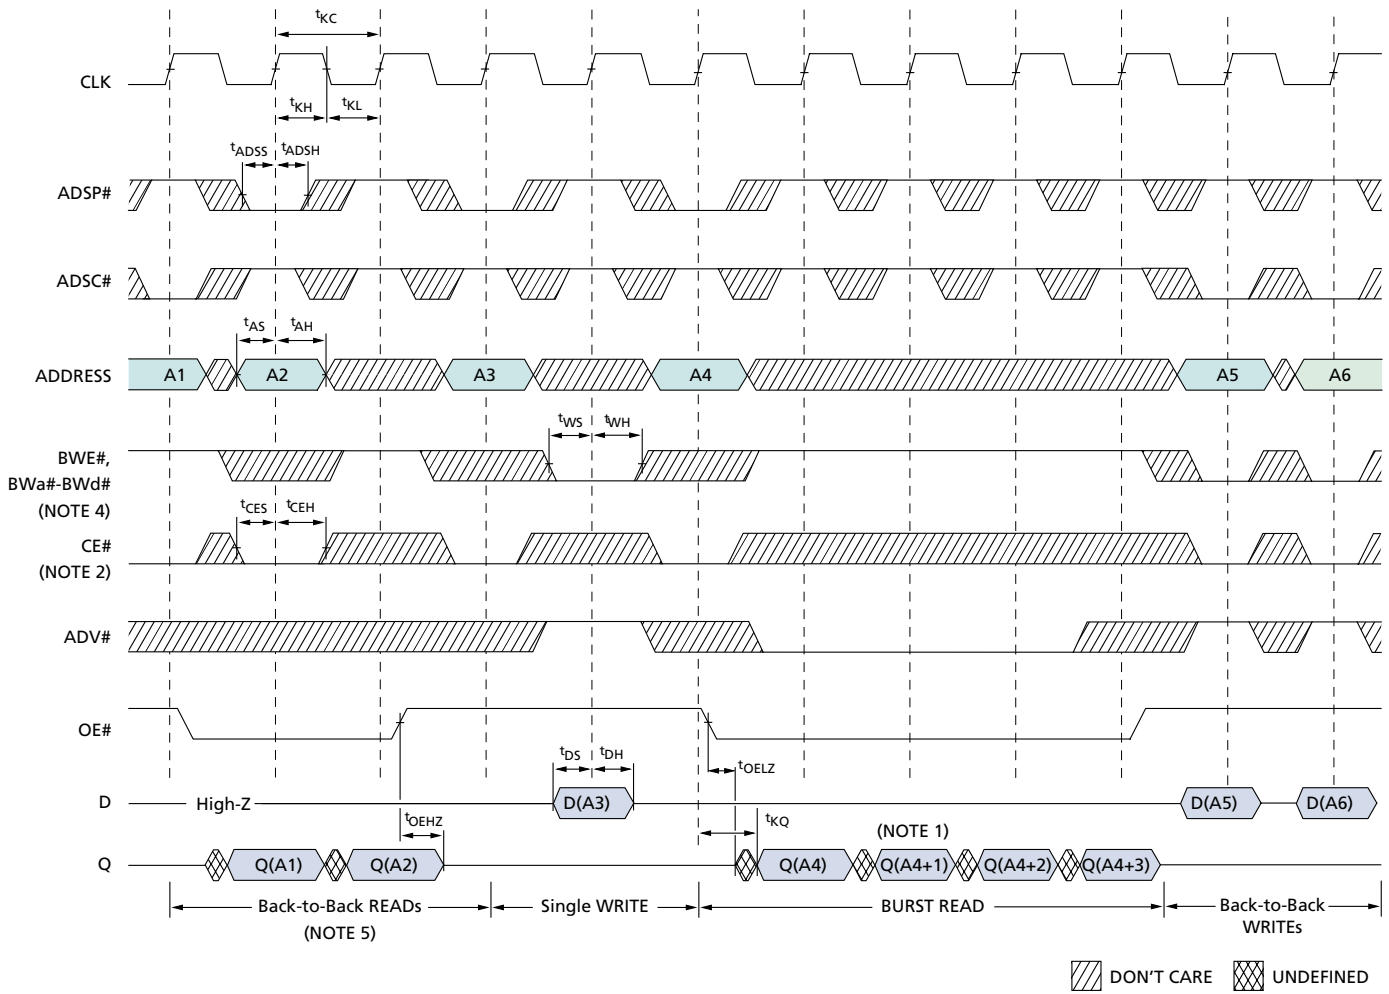 tKC
CLK
tKH
tKL
tADSS
tADSH
ADSP#
ADSC#
tAS
tAH
ADDRESS
A1
A2
A3
A4
A5
A6
tWS
tWH
BWE#,
BWa#-BWd#
(NOTE 4)
tCES
tCEH
CE#
(NOTE 2)
ADV#
OE#
tDS
tDH
tOELZ
D
High-Z
D(A3)
D(A5)
D(A6)
tOEHZ
tKQ
(NOTE 1)
Q
Q(A1)
Q(A2)
Q(A4)
Q(A4+1)
Q(A4+2)
Q(A4+3)
Back-to-Back READs
(NOTE 5)
Single WRITE
BURST READ
Back-to-Back
WRITEs
DON'T CARE
UNDEFINED